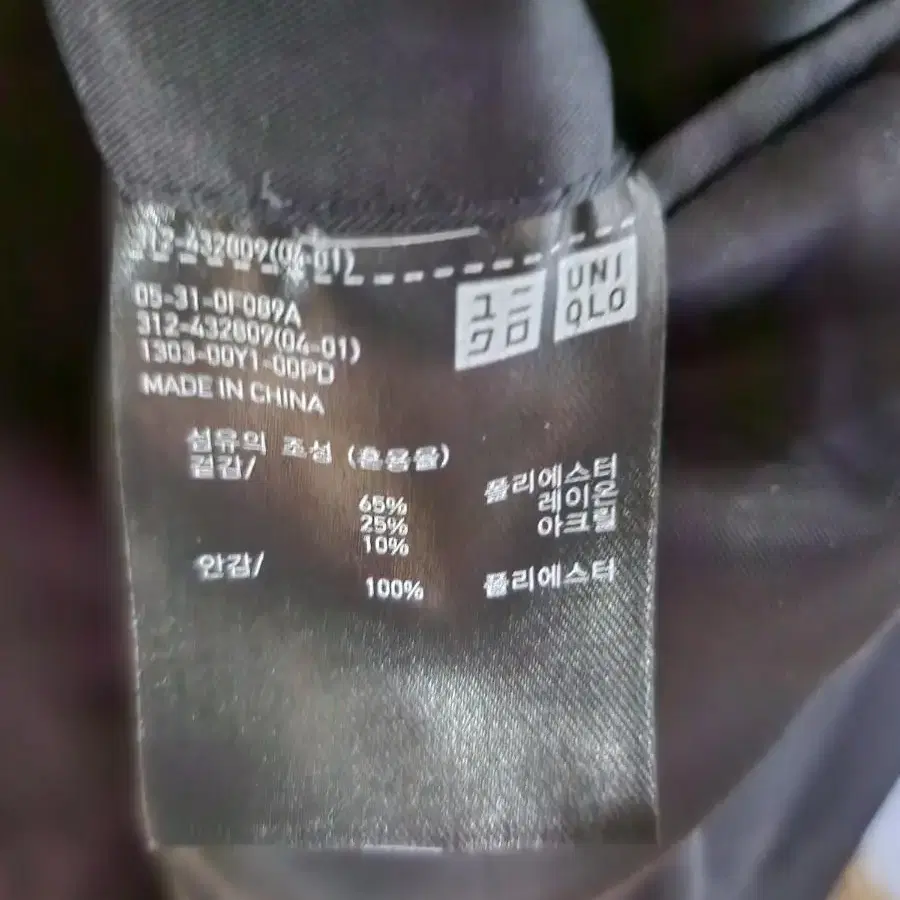 312-432009(04-01)
05-31-0F089A
312-432009(04-01)
1303-00Y1-00PD
MADE IN CHINA
ユニ
クロ
UNI
QLO
섬유의 조성 (혼용율)
겉감/
65% 폴리에스터
25% 레이온
10% 아크릴
안감/
100% 폴리에스터